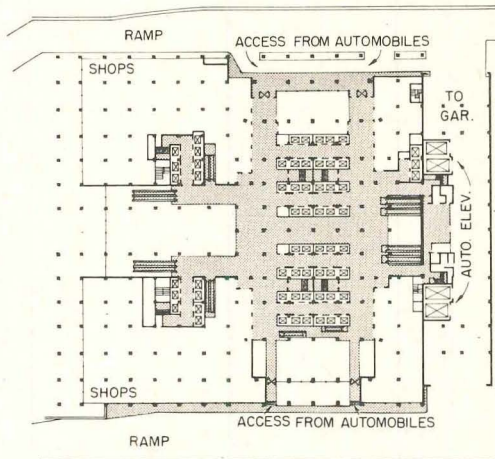 RAMP
ACCESS FROM AUTOMOBILES
SHOPS
TO
GAR.
AUTO. ELEV.
SHOPS
ACCESS FROM AUTOMOBILES
RAMP